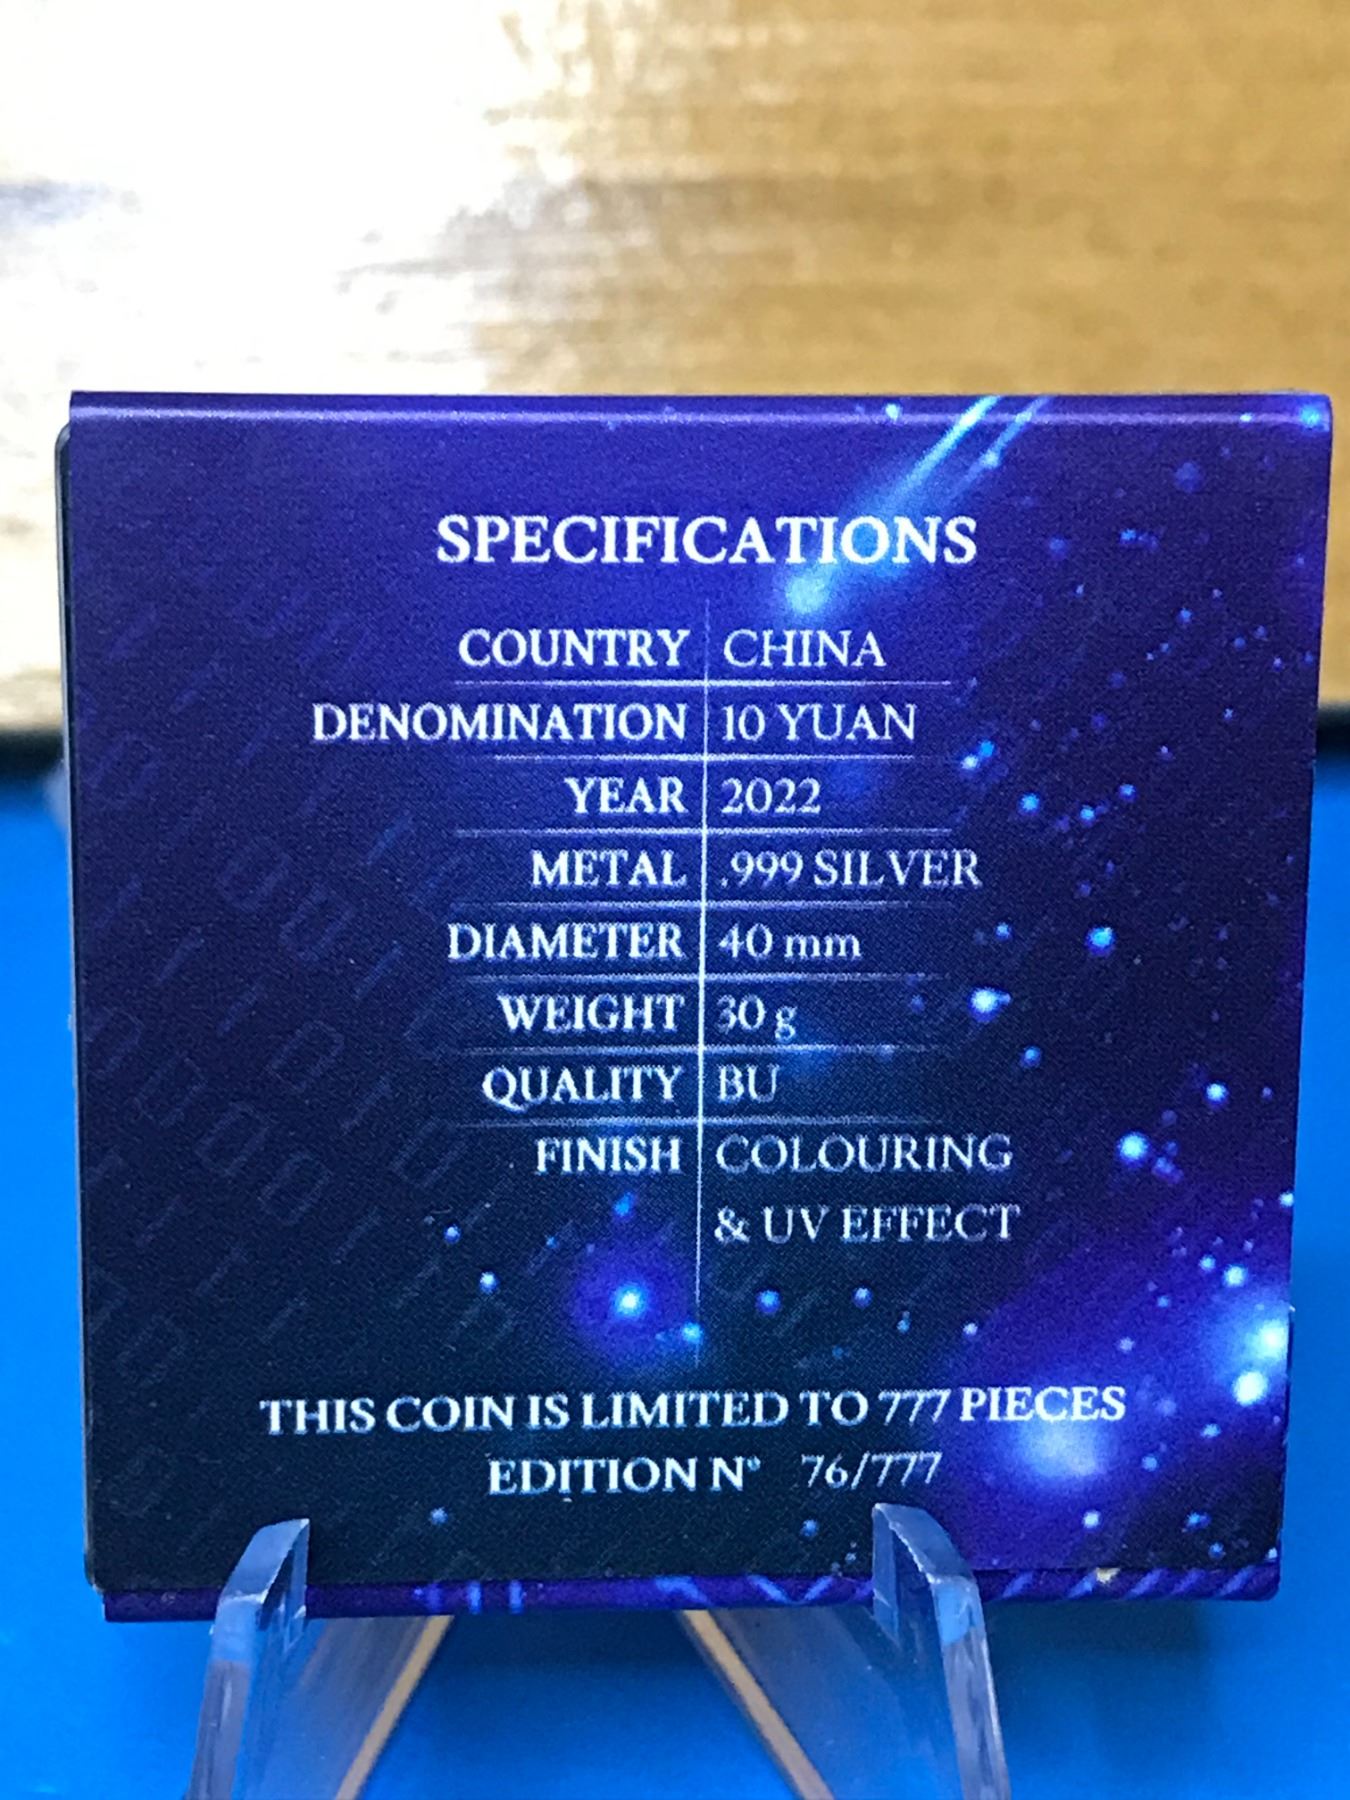 SPECIFICATIONS
COUNTRY CHINA
DENOMINATION 10 YUAN
YEAR 2022
METAL .999 SILVER
DIAMETER 40 mm
WEIGHT 30 g
QUALITY BU
FINISH COLOURING
& UV EFFECT
THIS COIN IS LIMITED TO 777 PIECES
EDITION N° 76/777